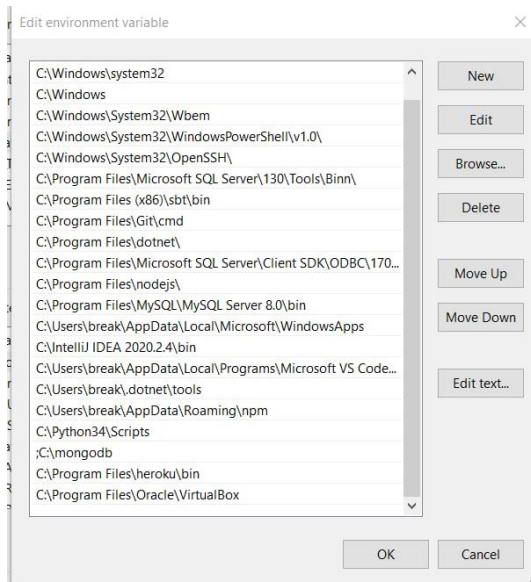 Edit environment variable
C:\Windows\system32
C:\Windows
C:\Windows\System32\Wbem
C:\Windows\System32\WindowsPowerShell\v1.0\
C:\Windows\System32\OpenSSH\
C:\Program Files\Microsoft SQL Server\130\Tools\Binn\
C:\Program Files (x86)\sbt\bin
C:\Program Files\Git\cmd
C:\Program Files\dotnet\
C:\Program Files\Microsoft SQL Server\Client SDK\ODBC\170...
C:\Program Files\nodejs\
C:\Program Files\MySQL\MySQL Server 8.0\bin
C:\Users\break\AppData\Local\Microsoft\WindowsApps
C:\IntelliJ IDEA 2020.2.4\bin
C:\Users\break\AppData\Local\Programs\Microsoft VS Code...
C:\Users\break\.dotnet\tools
C:\Users\break\AppData\Roaming\npm
C:\Python34\Scripts
;C:\mongodb
C:\Program Files\heroku\bin
C:\Program Files\Oracle\VirtualBox
New
Edit
Browse...
Delete
Move Up
Move Down
Edit text...
OK
Cancel